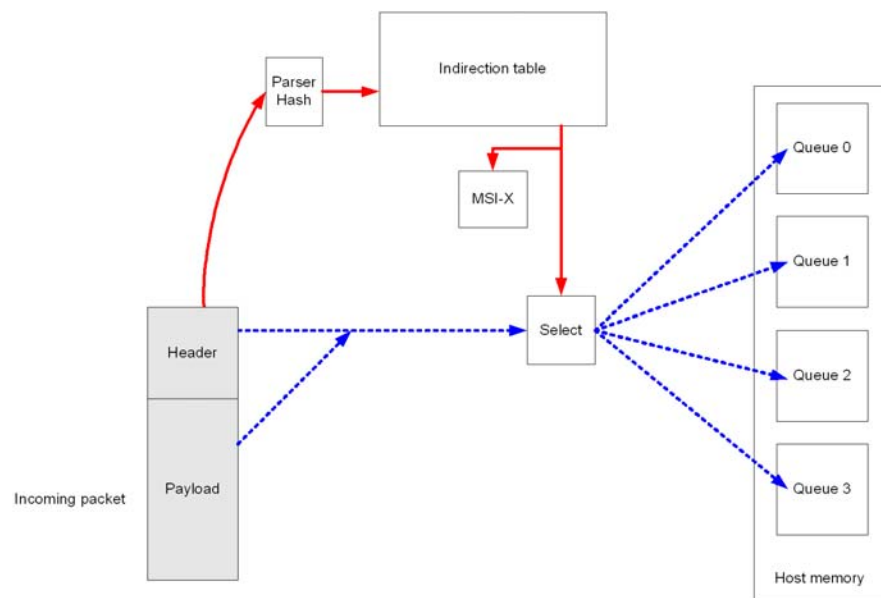 Indirection table
Parser
Hash
Queue 0
MSI-X
Queue 1
Select
Header
Queue 2
Payload
Queue 3
Incoming packet
Host memory